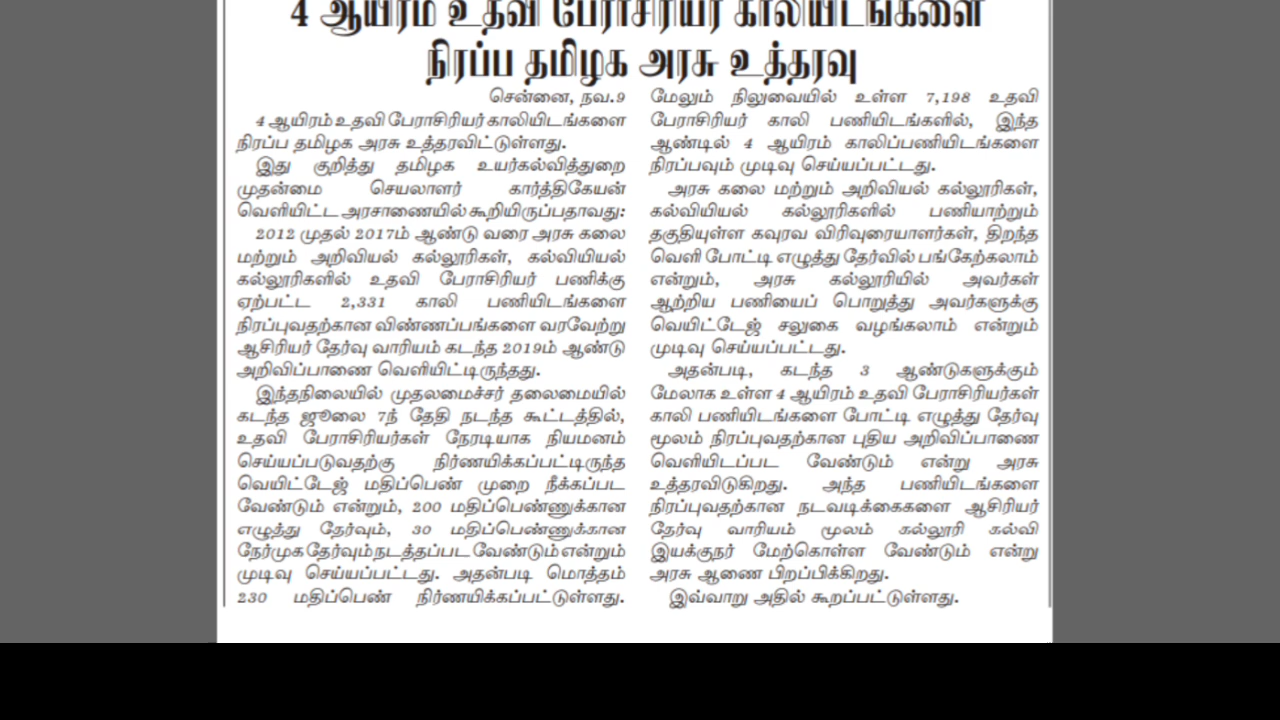 4 ஆயிரம் உதவி பேராசிரியர் காலியிடங்களை
நிரப்ப தமிழக அரசு உத்தரவு
சென்னை, நவ.9
4 ஆயிரம் உதவி பேராசிரியர் காலியிடங்களை
நிரப்ப தமிழக அரசு உத்தரவிட்டுள்ளது.
இது குறித்து தமிழக உயர்கல்வித்துறை
முதன்மை செயலாளர் கார்த்திகேயன்
வெளியிட்ட அரசாணையில் கூறியிருப்பதாவது:
2012 முதல் 2017ம் ஆண்டு வரை அரசு கலை
மற்றும் அறிவியல் கல்லூரிகள், கல்வியியல்
கல்லூரிகளில் உதவி பேராசிரியர் பணிக்கு
ஏற்பட்ட 2,331 காலி பணியிடங்களை
நிரப்புவதற்கான விண்ணப்பங்களை வரவேற்று
ஆசிரியர் தேர்வு வாரியம் கடந்த 2019ம் ஆண்டு
அறிவிப்பாணை வெளியிட்டிருந்தது.
இந்தநிலையில் முதலமைச்சர் தலைமையில்
கடந்த ஜூலை 7ந் தேதி நடந்த கூட்டத்தில்,
உதவி பேராசிரியர்கள் நேரடியாக நியமனம்
செய்யப்படுவதற்கு நிர்ணயிக்கப்பட்டிருந்த
வெயிட்டேஜ் மதிப்பெண் முறை நீக்கப்பட
வேண்டும் என்றும், 200 மதிப்பெண்ணுக்கான
எழுத்து தேர்வும், 30 மதிப்பெண்ணுக்கான
நேர்முகதேர்வும் நடத்தப்பட வேண்டும் என்றும்
முடிவு செய்யப்பட்டது. அதன்படி மொத்தம்
230 மதிப்பெண் நிர்ணயிக்கப்பட்டுள்ளது.
மேலும் நிலுவையில் உள்ள 7,198 உதவி
பேராசிரியர் காலி பணியிடங்களில், இந்த
ஆண்டில் 4 ஆயிரம் காலிப்பணியிடங்களை
நிரப்பவும் முடிவு செய்யப்பட்டது.
அரசு கலை மற்றும் அறிவியல் கல்லூரிகள்,
கல்வியியல் கல்லூரிகளில் பணியாற்றும்
தகுதியுள்ள கவுரவ விரிவுரையாளர்கள், திறந்த
வெளி போட்டி எழுத்து தேர்வில் பங்கேற்கலாம்
என்றும், அரசு கல்லூரியில் அவர்கள்
ஆற்றிய பணியைப் பொறுத்து அவர்களுக்கு
வெயிட்டேஜ் சலுகை வழங்கலாம் என்றும்
முடிவு செய்யப்பட்டது.
அதன்படி, கடந்த 3 ஆண்டுகளுக்கும்
மேலாக உள்ள 4 ஆயிரம் உதவி பேராசிரியர்கள்
காலி பணியிடங்களை போட்டி எழுத்து தேர்வு
மூலம் நிரப்புவதற்கான புதிய அறிவிப்பாணை
வெளியிடப்பட வேண்டும் என்று அரசு
உத்தரவிடுகிறது. அந்த பணியிடங்களை
நிரப்புவதற்கான நடவடிக்கைகளை ஆசிரியர்
தேர்வு வாரியம் மூலம் கல்லூரி கல்வி
இயக்குநர் மேற்கொள்ள வேண்டும் என்று
அரசு ஆணை பிறப்பிக்கிறது.
இவ்வாறு அதில் கூறப்பட்டுள்ளது.